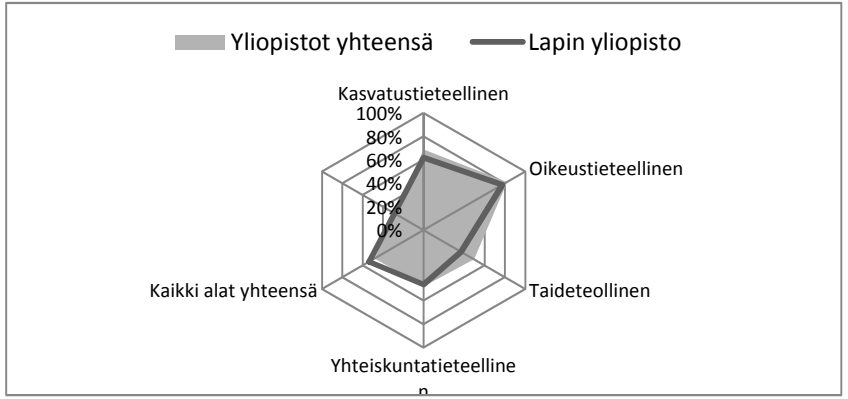 Yliopistot yhteensä Lapin yliopisto
Kasvatustieteellinen
100%
80%
60%
40%
20%
0%
Oikeustieteellinen
Taideteollinen
Yhteiskuntatieteelline
n
Kaikki alat yhteensä